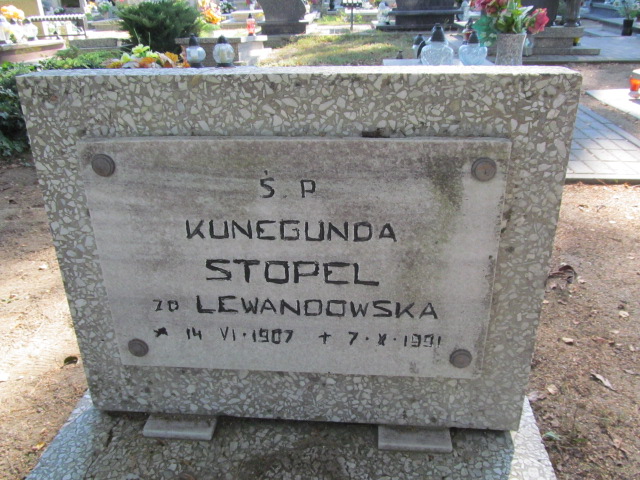 Ś. P
KUNEGUNDA
STOPEL
ZD LEWANDOWSKA
* 14 VI · 1907 + 7 · X · 1991